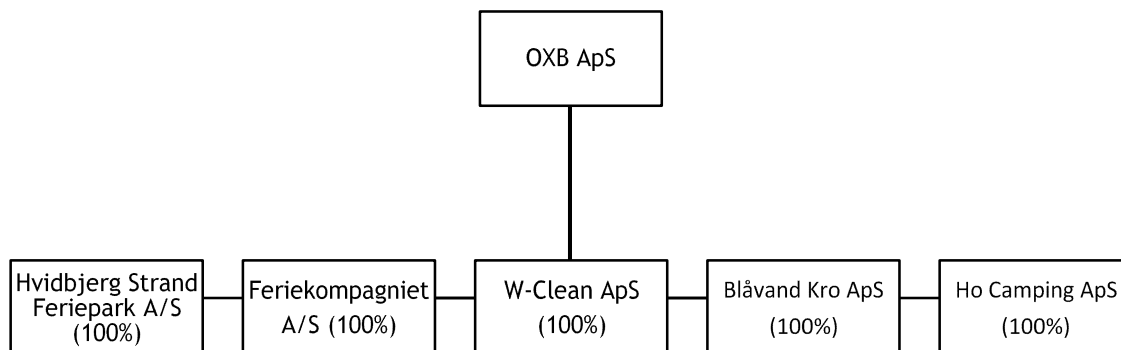 OXB ApS
Hvidbjerg Strand
Feriepark A/S
(100%)
Feriekompagniet
A/S (100%)
W-Clean ApS
(100%)
Blåvand Kro ApS
(100%)
Ho Camping ApS
(100%)